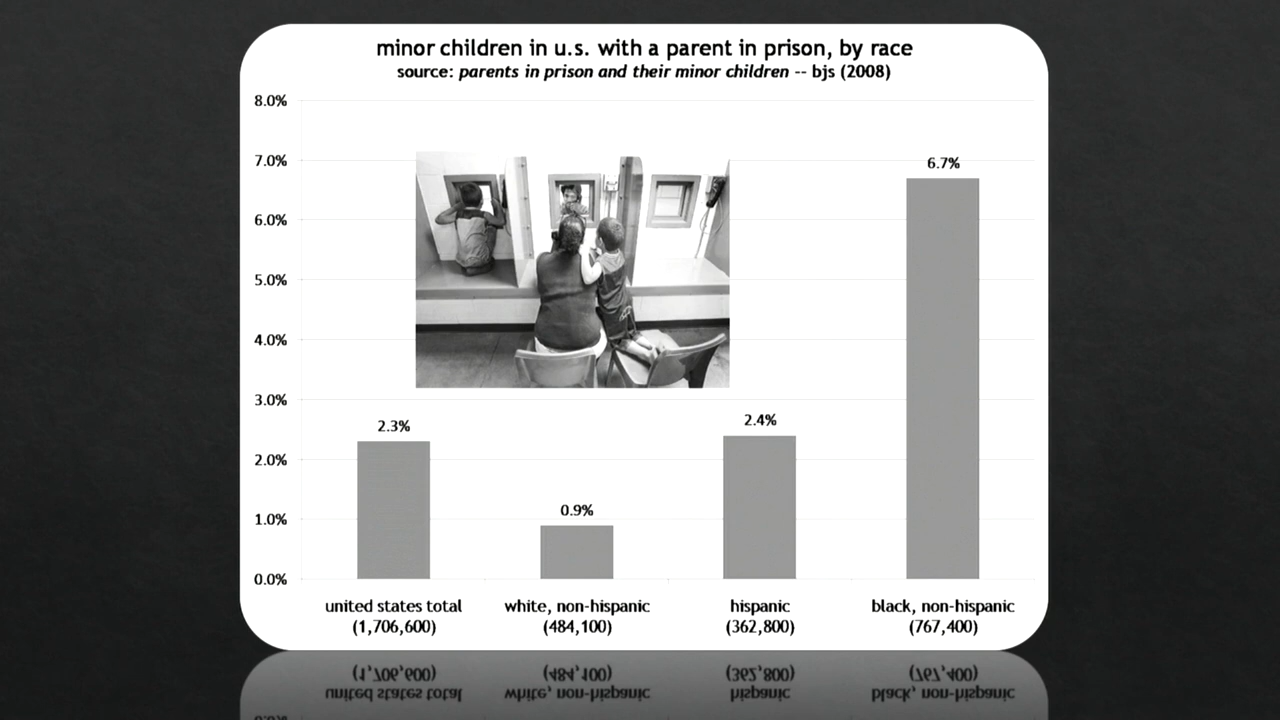 minor children in u.s. with a parent in prison, by race
source: parents in prison and their minor children -- bjs (2008)
8.0%
7.0%
6.0%
5.0%
4.0%
3.0%
2.0%
1.0%
0.0%
2.3%
0.9%
2.4%
6.7%
united states total
(1,706,600)
white, non-hispanic
(484,100)
hispanic
(362,800)
black, non-hispanic
(767,400)